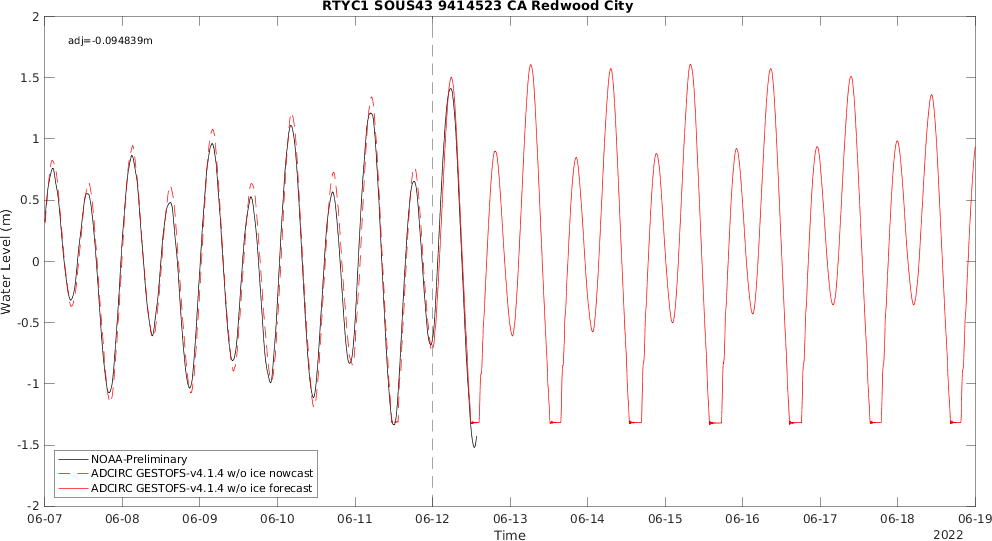 RTYC1 SOUS43 9414523 CA Redwood City
adj=-0.094839m
2
1.5
1
0.5
0
-0.5
-1
-1.5
-2
Water Level (m)
NOAA-Preliminary
ADCIRC GESTOFS-v4.1.4 w/o ice nowcast
ADCIRC GESTOFS-v4.1.4 w/o ice forecast
06-07 06-08 06-09 06-10 06-11 06-12 06-13 06-14 06-15 06-16 06-17 06-18 06-19
Time
2022